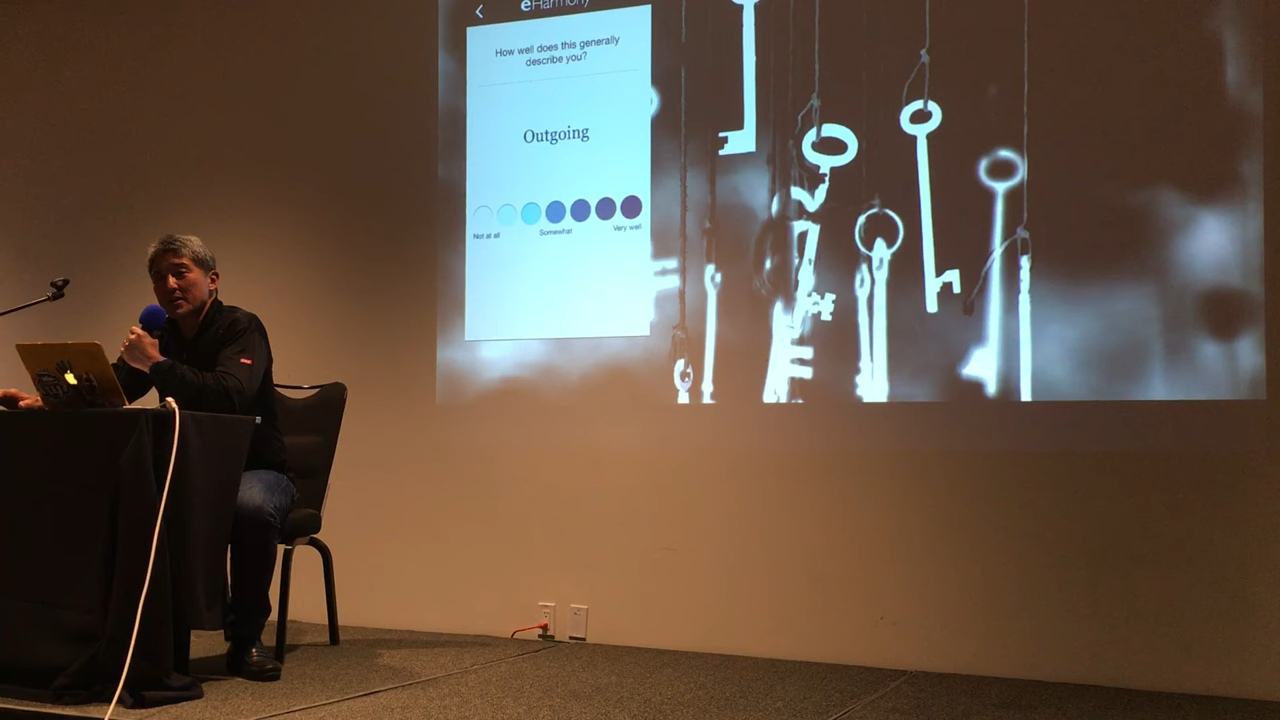 eHarmony
How well does this generally
describe you?
Outgoing
Not at all
Somewhat
Very well